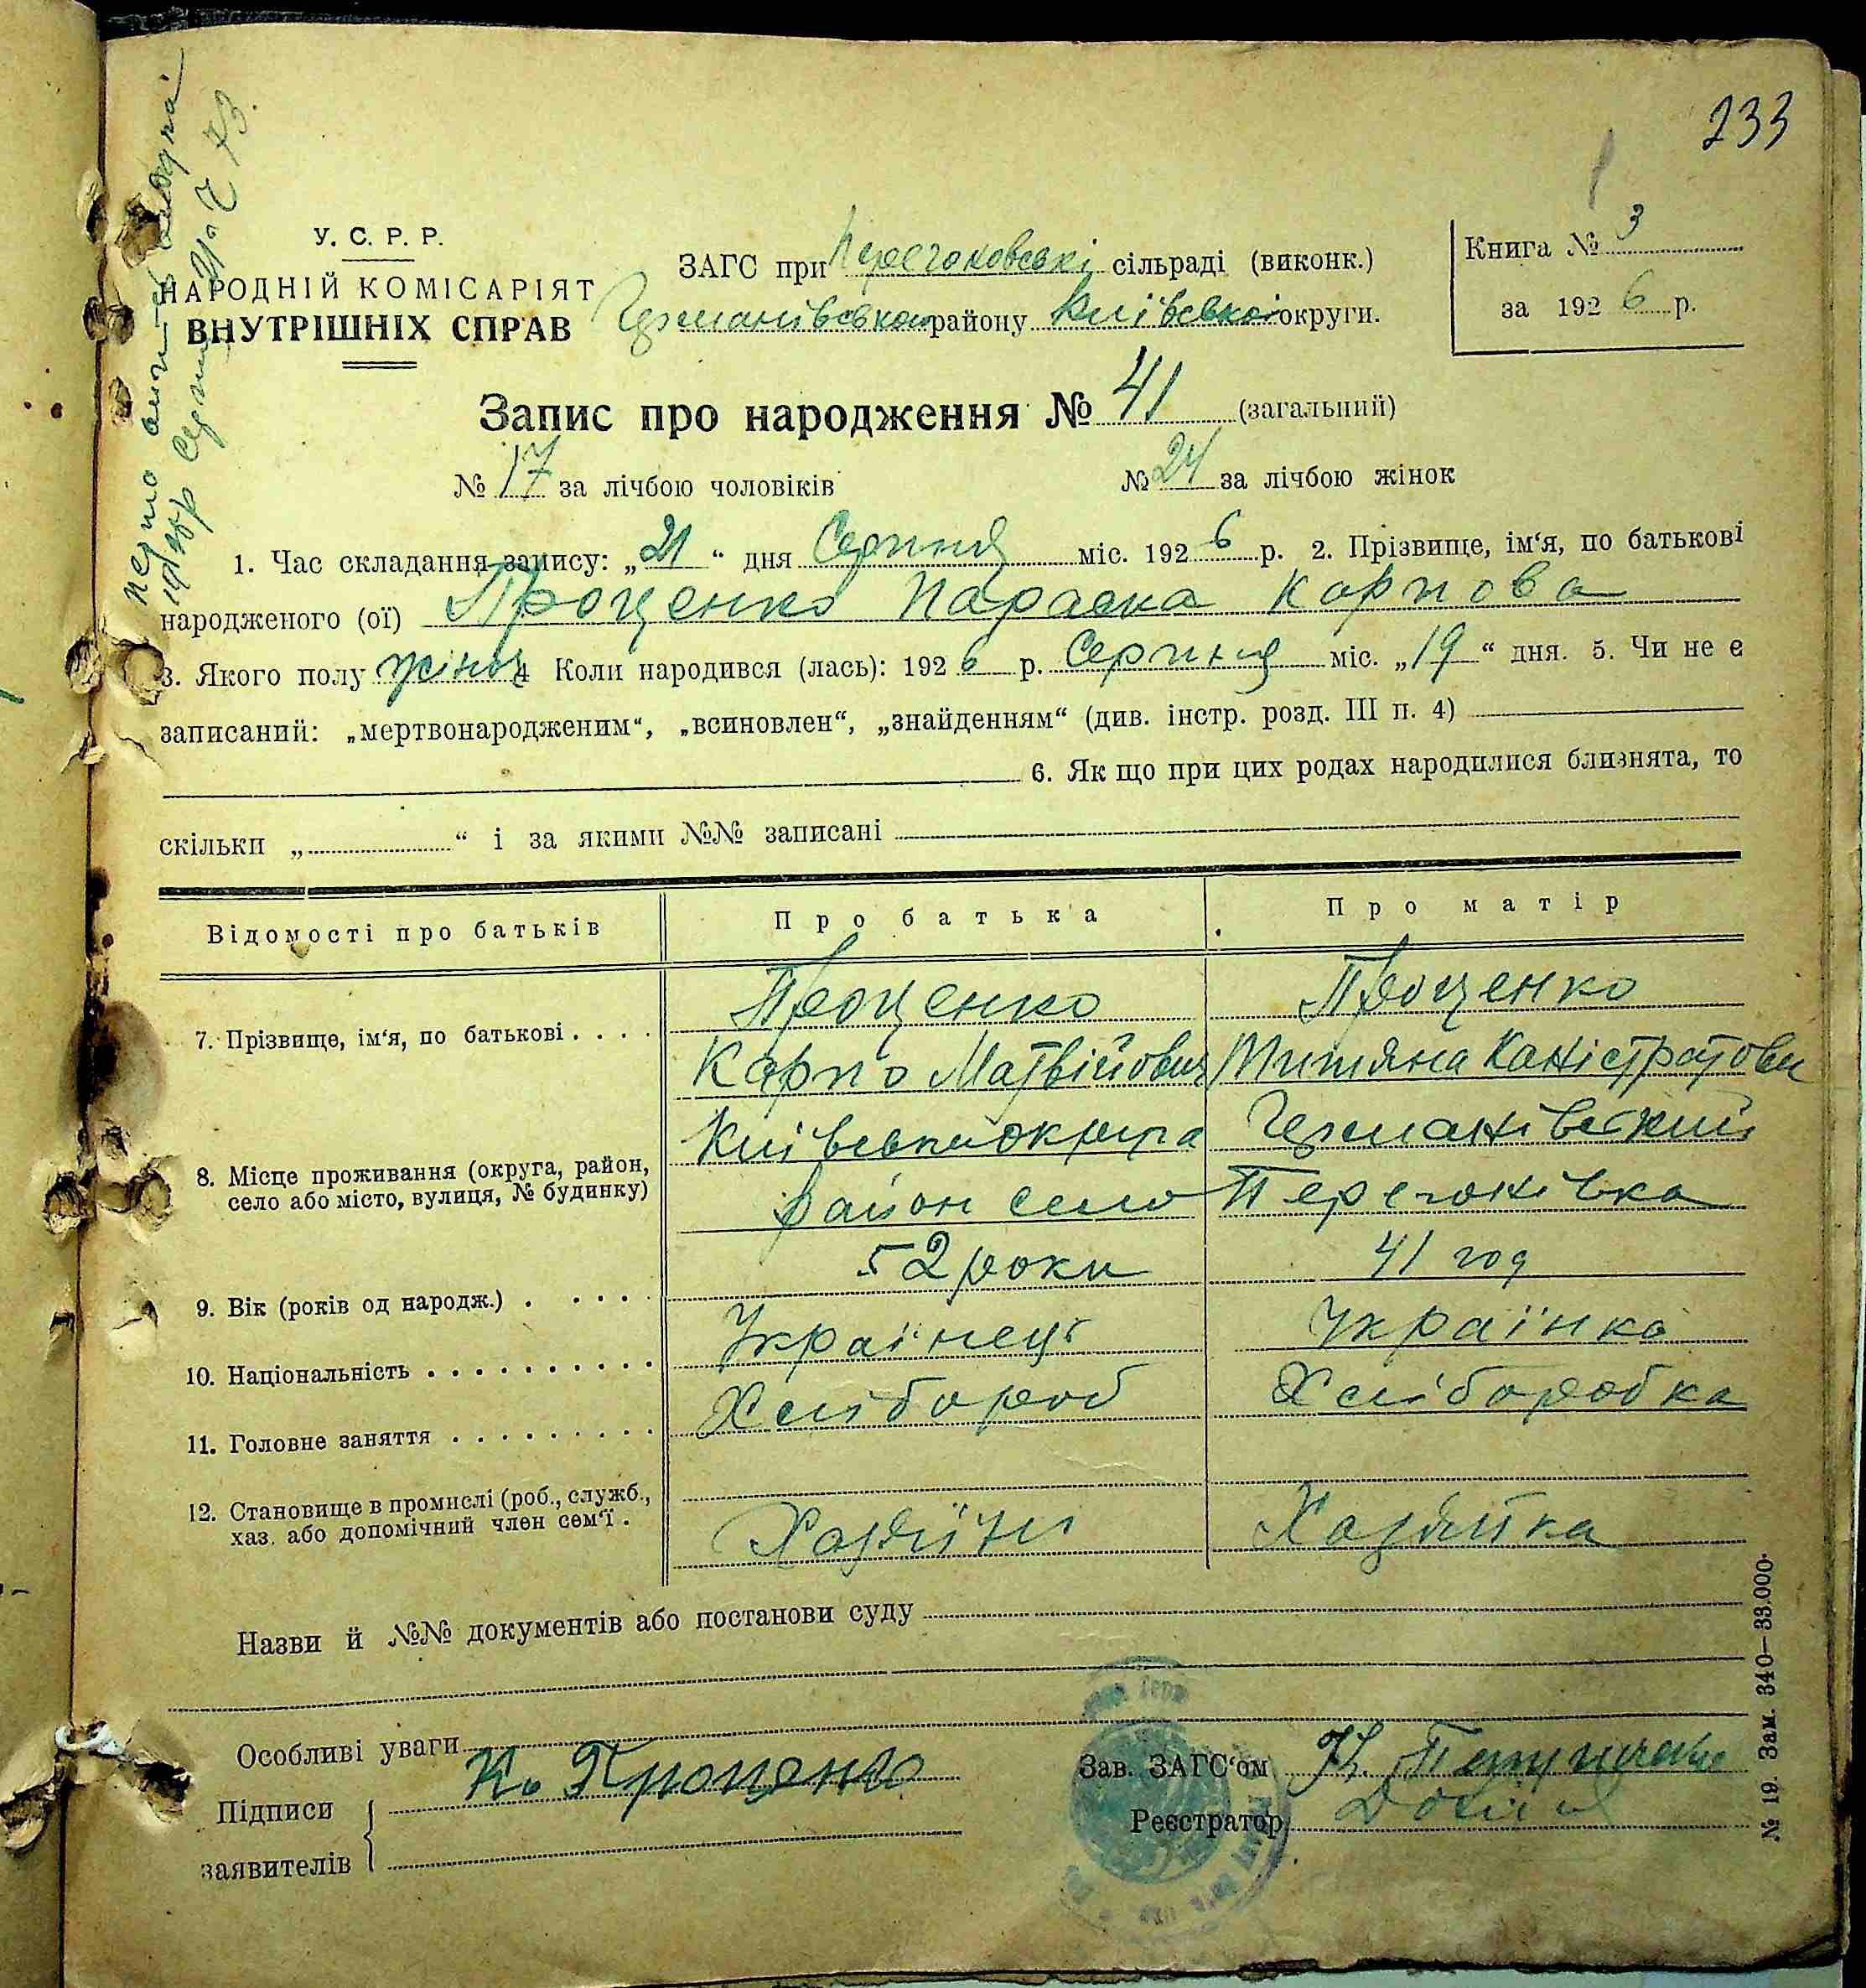 233
У. С. Р. Р.
НАРОДНІЙ КОМІСАРІЯТ
ВНУТРІШНІХ СПРАВ
ЗАГС при сільраді (виконк.)
Германівського району Київської округи.
Книга № 3
за 1926 р.
Запис про народження № 41 (загальний)
№ 17 за лічбою чоловіків № 24 за лічбою жінок
1. Час складання запису: „21“ дня Серпня міс. 1926 р. 2. Прізвище, ім‘я, по батькові
народженого (ої) Проценко Параска Карпова
3. Якого полу жіноч 4 Коли народився (лась): 1926 р. Серпня міс. „19“ дня. 5. Чи не є
записаний: „мертвонародженим“, „всиновлен“, „знайденням“ (див. інстр. розд. III п. 4)
6. Як що при цих родах народилися близнята, то
скільки „ “ і за якими №№ записані
Відомості про батьків Про батька Про матір
7. Прізвище, ім‘я, по батькові . . . .
Проценко Проценко
Карпо Матвійович
8. Місце проживання (округа, район,
село або місто, вулиця, № будинку)
Київська округа Германівский
район село Перегонівка
9. Вік (років од народж.) . . . . . 52 роки 41 год
10. Національність . . . . . . . . . . Українець Українка
11. Головне заняття . . . . . . . . . Хлібороб Хліборобка
12. Становище в промислі (роб., служб.,
хаз. або допомічний член сем‘ї .
Хазяїн Хазяйка
Назви й №№ документів або постанови суду
Особливі уваги
Підписи
заявителів
К. Проценко
Зав. ЗАГС‘ом
Реєстратор
№ 19. Зам. 340—33.000.